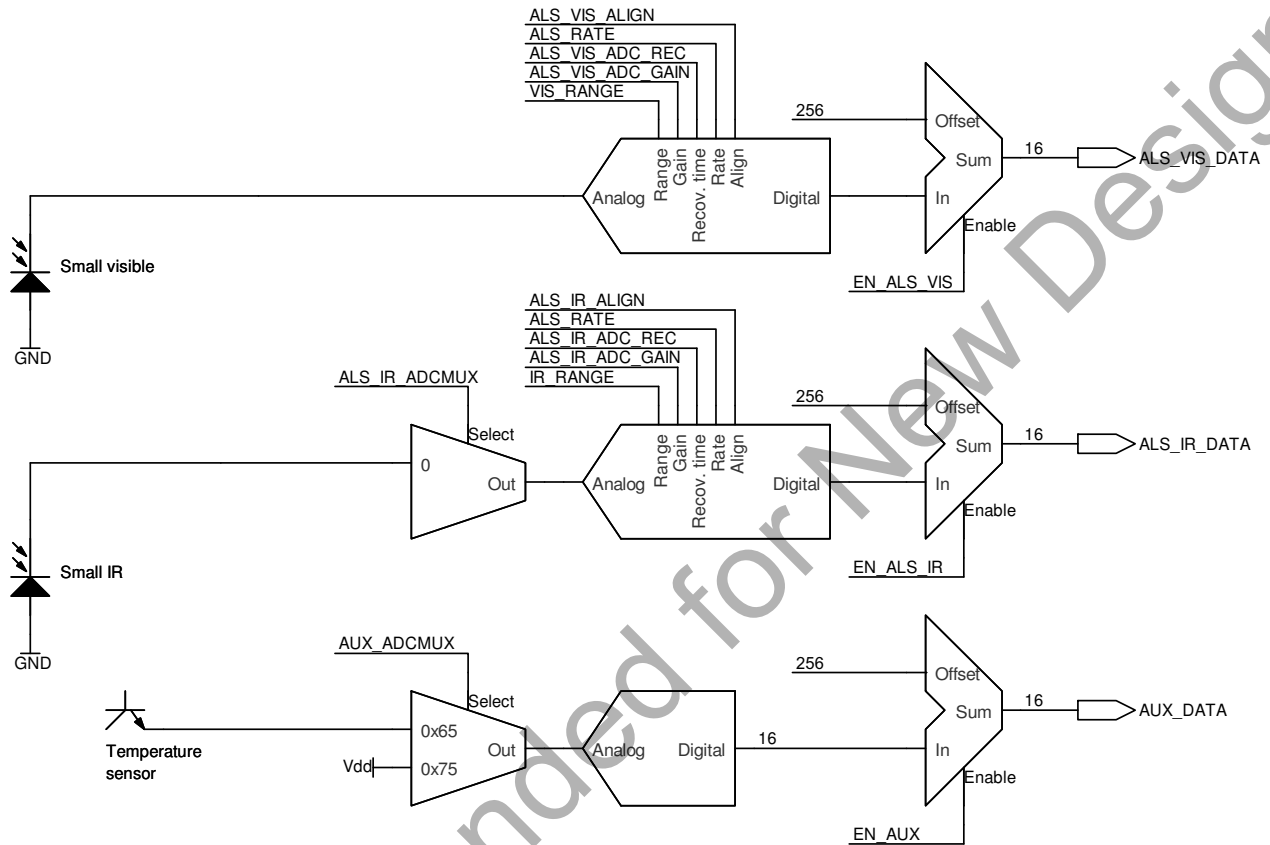 ALS_VIS_ALIGN
ALS_RATE
ALS_VIS_ADC_REC
ALS_VIS_ADC_GAIN
VIS_RANGE
256
Offset
Sum
16
ALS_VIS_DATA
Range
Gain
Recov. time
Rate
Align
Analog
Digital
In
Enable
EN_ALS_VIS
Small visible
GND
ALS_IR_ALIGN
ALS_RATE
ALS_IR_ADC_REC
ALS_IR_ADC_GAIN
IR_RANGE
ALS_IR_ADCMUX
Select
0
Out
256
Offset
Sum
16
ALS_IR_DATA
Range
Gain
Recov. time
Rate
Align
Analog
Digital
In
Enable
EN_ALS_IR
Small IR
GND
AUX_ADCMUX
Select
0x65
Out
0x75
Vdd
Temperature
sensor
Analog
Digital
16
256
Offset
Sum
16
AUX_DATA
In
Enable
EN_AUX
nded for New Design